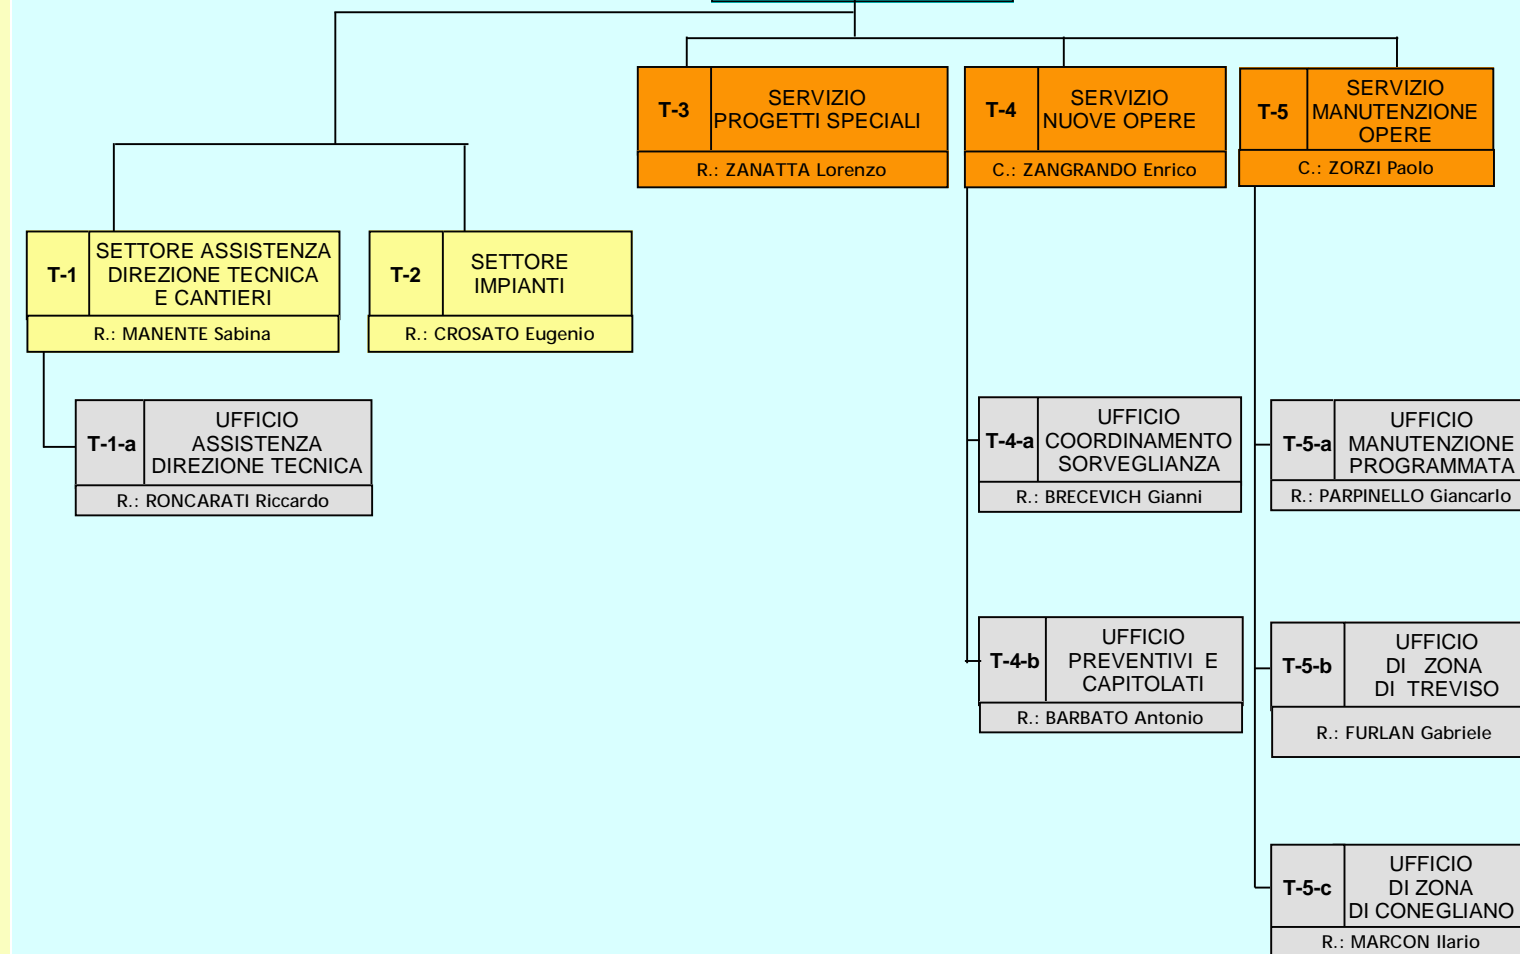 T-3
SERVIZIO
PROGETTI SPECIALI
R.: ZANATTA Lorenzo
T-4
SERVIZIO
NUOVE OPERE
C.: ZANGRANDO Enrico
T-5
SERVIZIO
MANUTENZIONE
OPERE
C.: ZORZI Paolo
T-1
SETTORE ASSISTENZA
DIREZIONE TECNICA
E CANTIERI
R.: MANENTE Sabina
T-2
SETTORE
IMPIANTI
R.: CROSATO Eugenio
T-1-a
UFFICIO
ASSISTENZA
DIREZIONE TECNICA
R.: RONCARATI Riccardo
T-4-a
UFFICIO
COORDINAMENTO
SORVEGLIANZA
R.: BRECEVICH Gianni
T-5-a
UFFICIO
MANUTENZIONE
PROGRAMMATA
R.: PARPINELLO Giancarlo
T-4-b
UFFICIO
PREVENTIVI E
CAPITOLATI
R.: BARBATO Antonio
T-5-b
UFFICIO
DI ZONA
DI TREVISO
R.: FURLAN Gabriele
T-5-c
UFFICIO
DI ZONA
DI CONEGLIANO
R.: MARCON Ilario